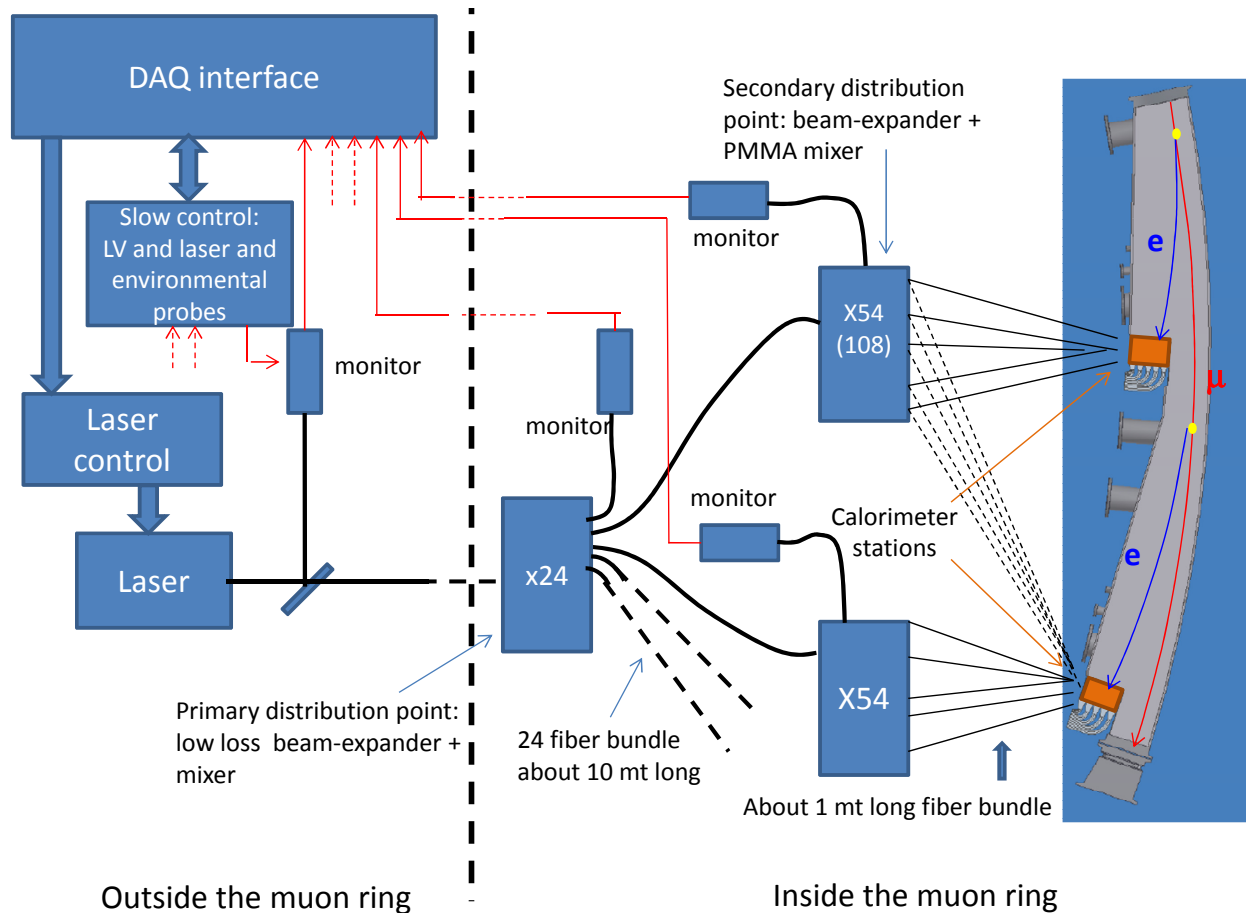 DAQ interface
Slow control:
LV and laser and
environmental
probes
monitor
Laser
control
Laser
Primary distribution point:
low loss  beam-expander +
mixer
x24
monitor
24 fiber bundle
about 10 mt long
Secondary distribution
point: beam-expander +
PMMA mixer
monitor
X54
(108)
monitor
X54
Calorimeter
stations
About 1 mt long fiber bundle
e
μ
e
Outside the muon ring
Inside the muon ring